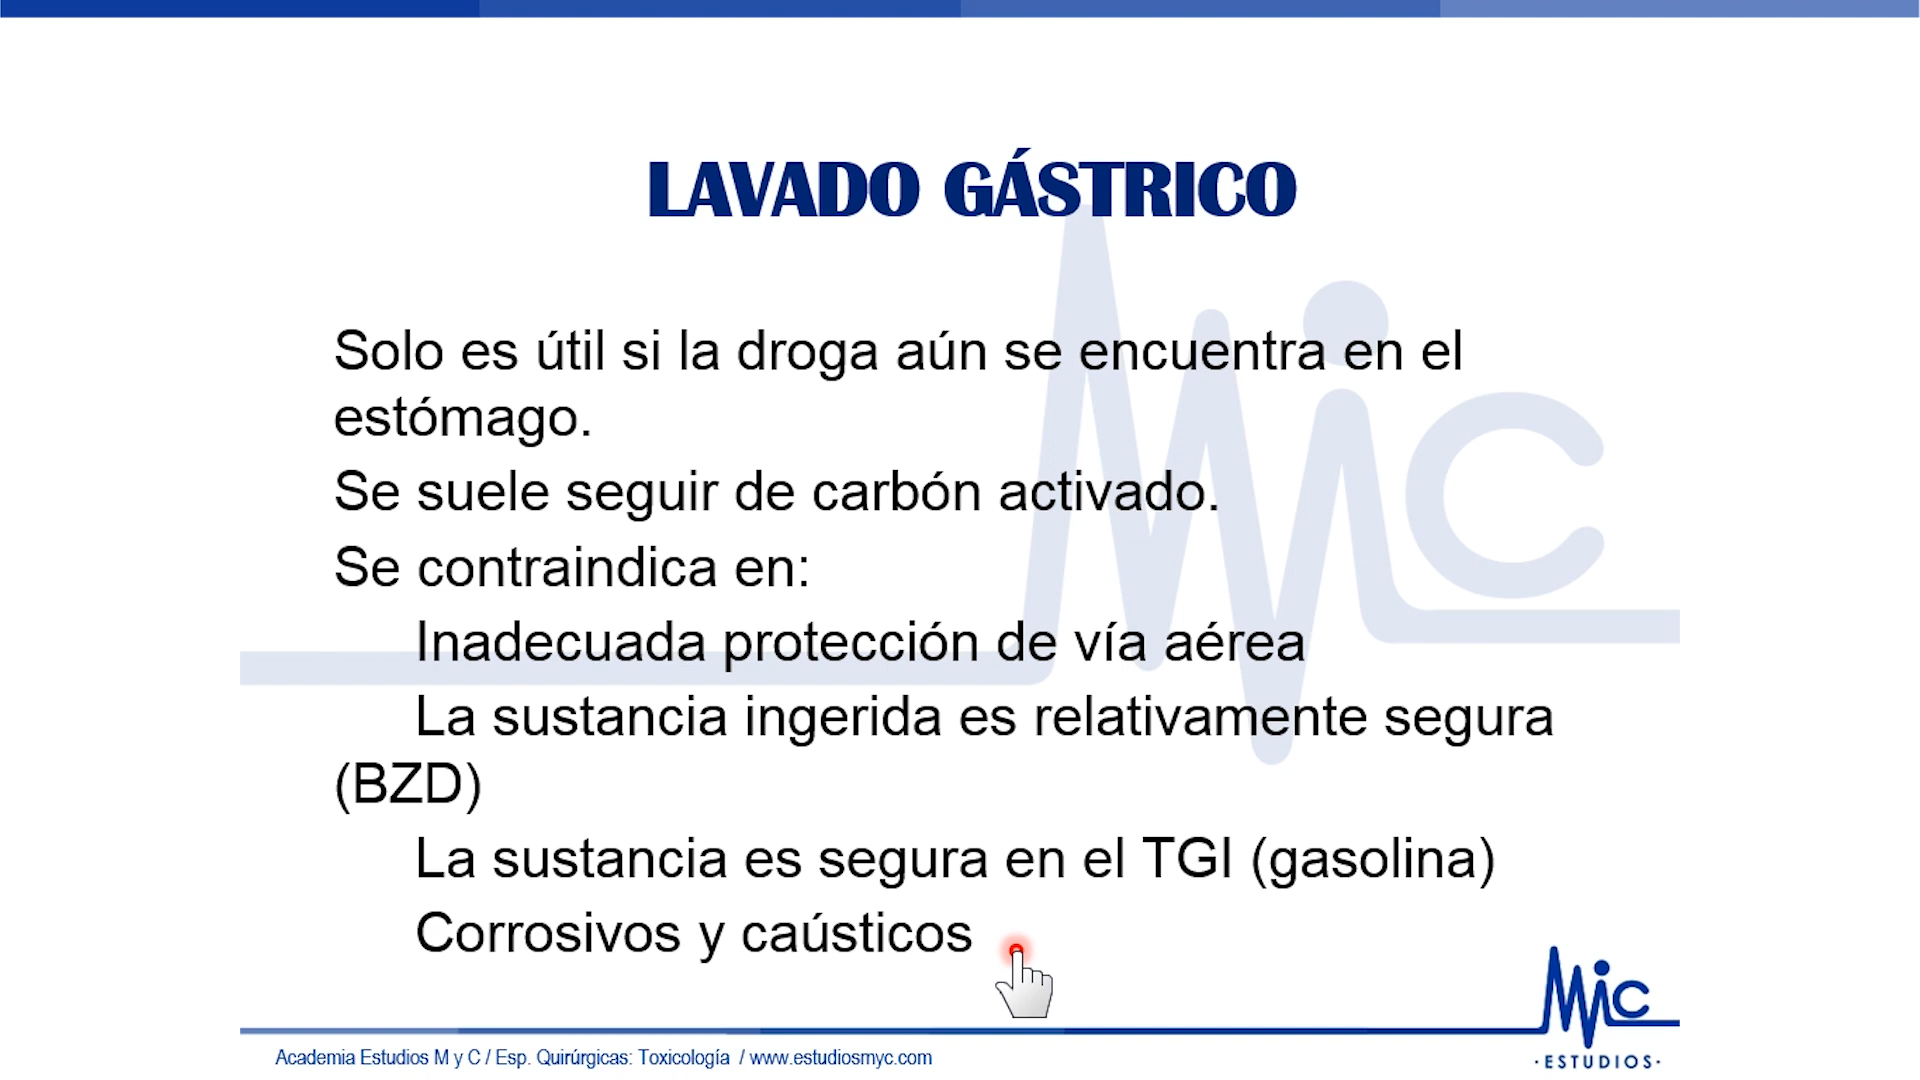 LAVADO GÁSTRICO
Solo es útil si la droga aún se encuentra en el
estómago.
Se suele seguir de carbón activado.
Se contraindica en:
Inadecuada protección de vía aérea
La sustancia ingerida es relativamente segura
(BZD)
La sustancia es segura en el TGI (gasolina)
Corrosivos y caústicos
Academia Estudios M y C / Esp. Quirúrgicas: Toxicología / www.estudiosmyc.com
Mic
·ESTUDIOS·